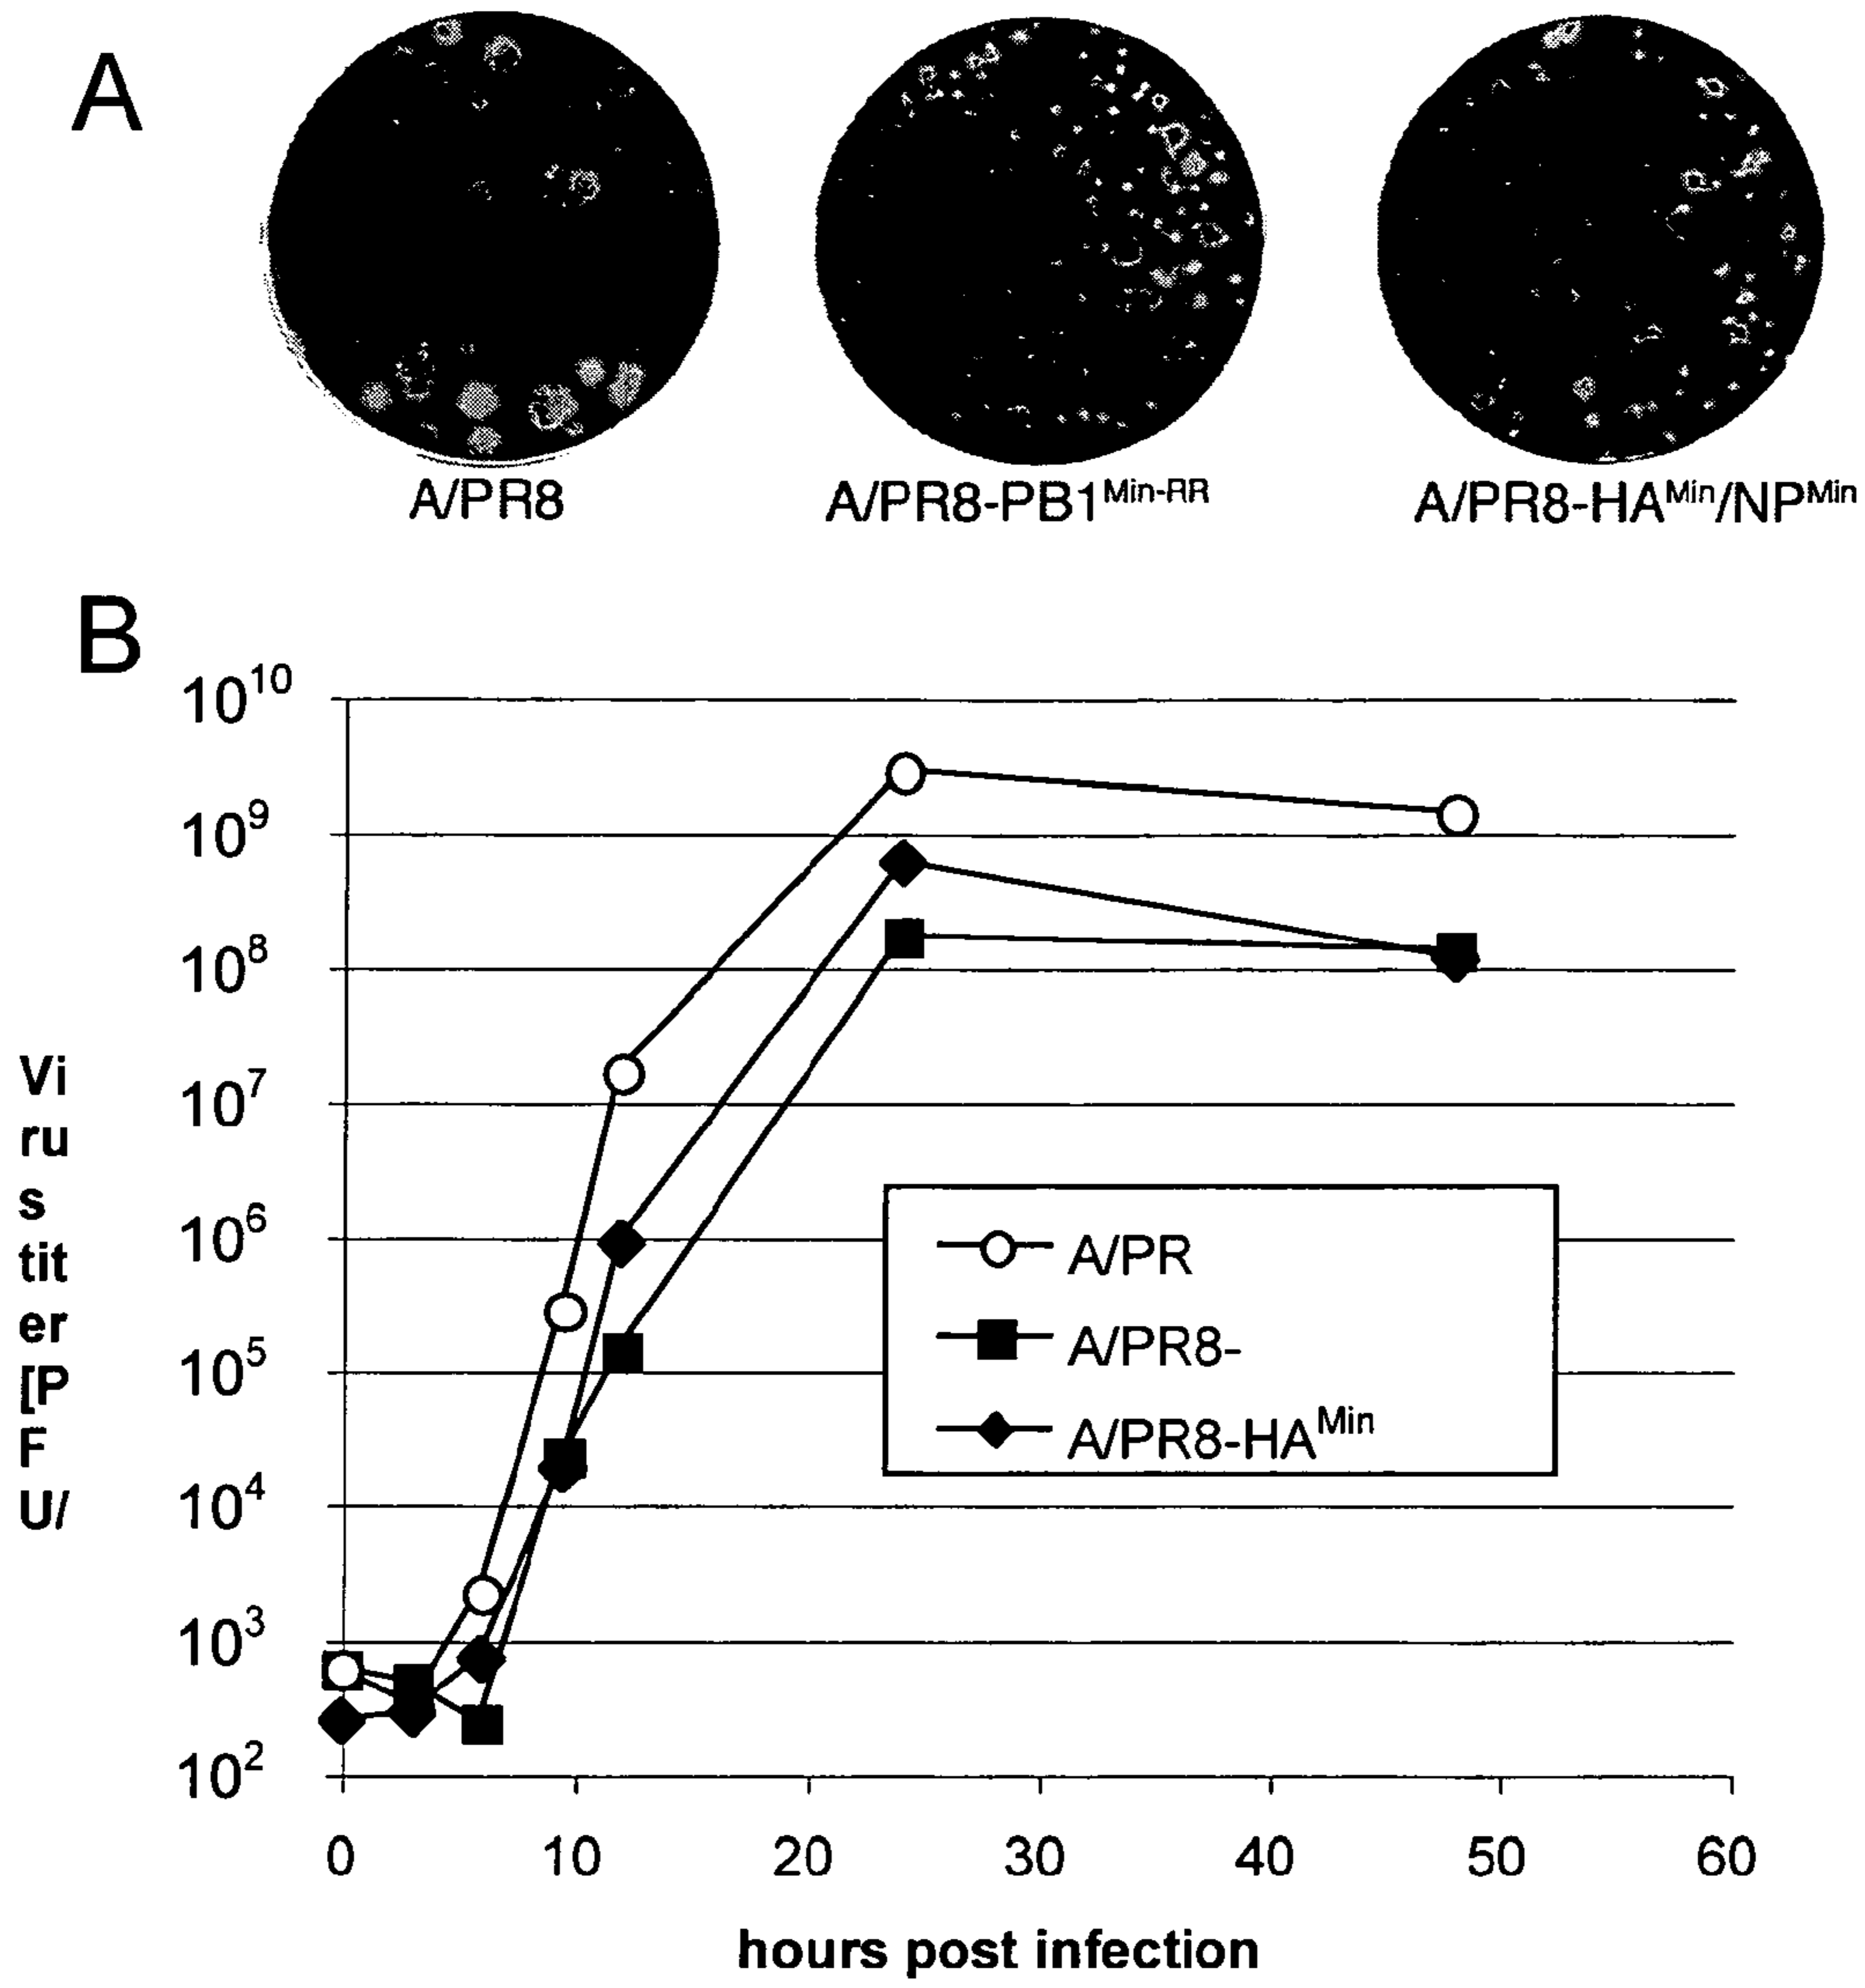 A
A/PR8
A/PR8-PB1^Min-RR
A/PR8-HA^Min/NP^Min
B
10^10
10^9
10^8
10^7
10^6
10^5
10^4
10^3
10^2
Vi
ru
s
tit
er
[P
F
U/
A/PR
A/PR8-
A/PR8-HA^Min
0 10 20 30 40 50 60
hours post infection